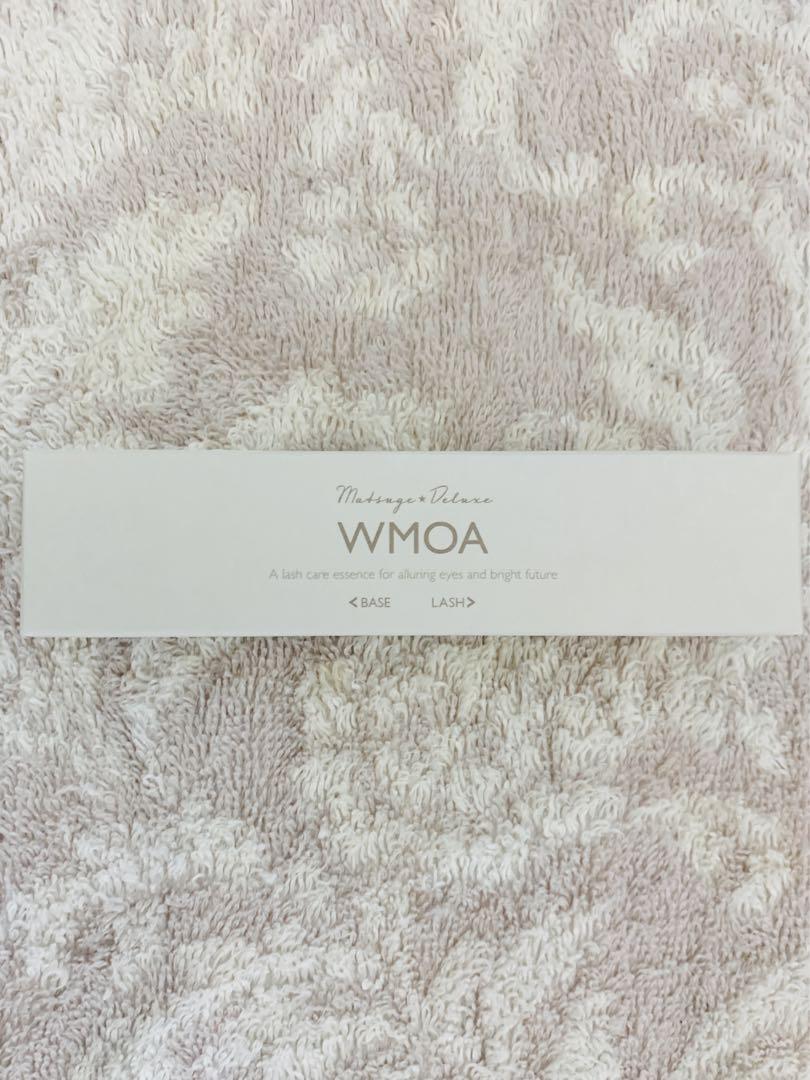 Matsuge★Deluxe
WMOA
A lash care essence for alluring eyes and bright future
<BASE LASH>